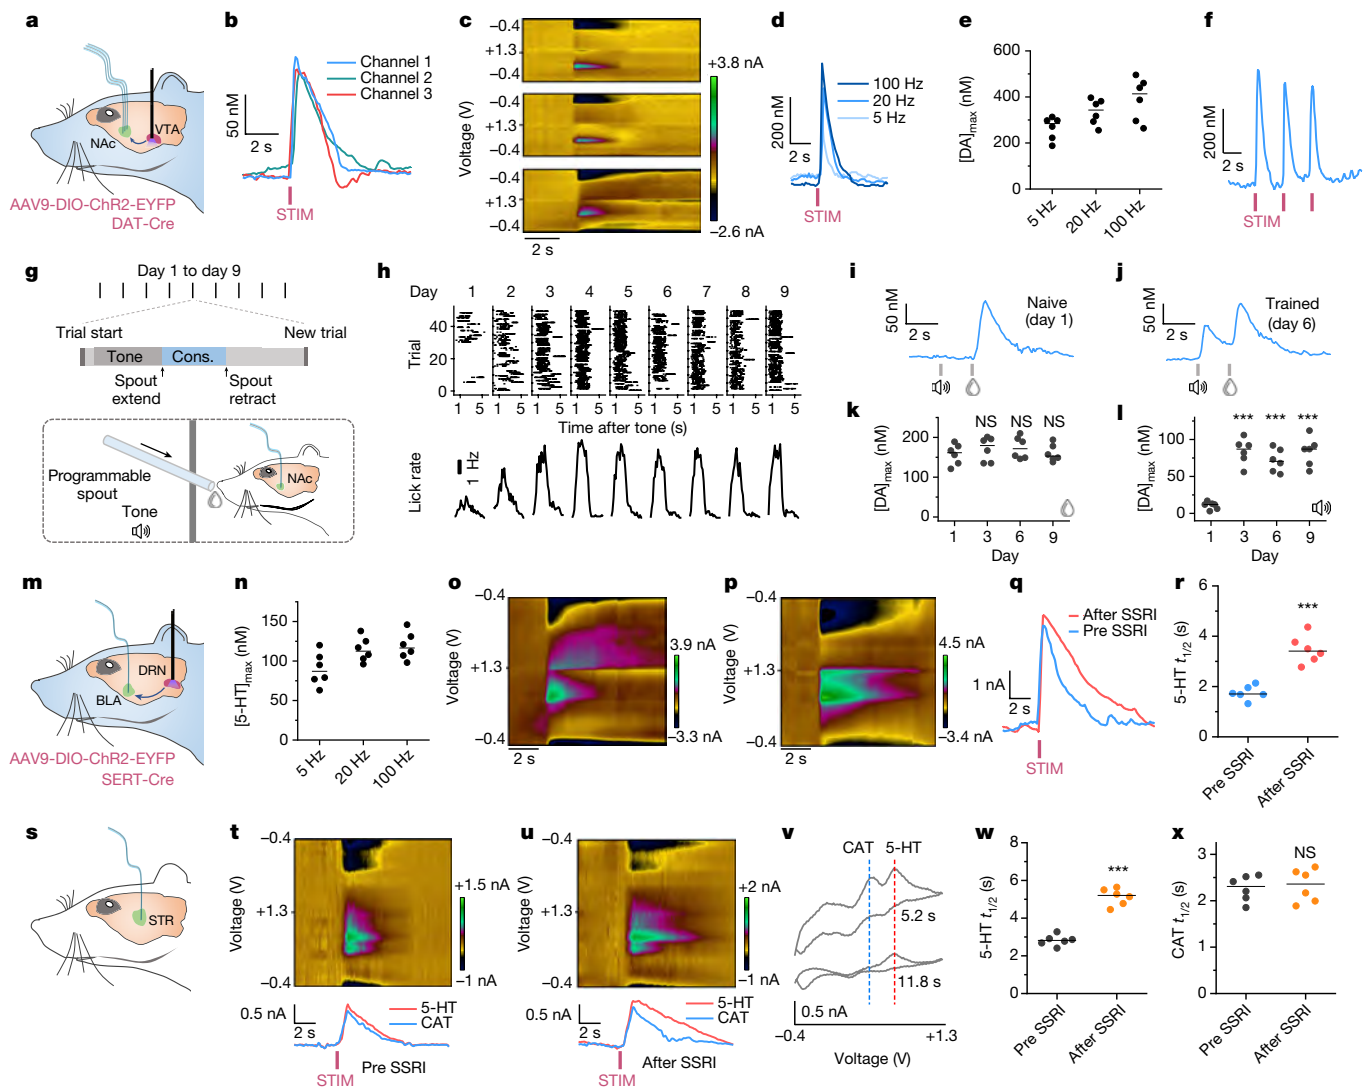 a
NAc
VTA
AAV9-DIO-ChR2-EYFP
DAT-Cre
b
Channel 1
Channel 2
Channel 3
50 nM
2 s
STIM
c
−0.4
+1.3
−0.4
−0.4
+1.3
−0.4
−0.4
+1.3
−0.4
Voltage (V)
2 s
+3.8 nA
−2.6 nA
d
100 Hz
20 Hz
5 Hz
200 nM
2 s
STIM
e
[DA]max (nM)
600
400
200
0
5 Hz
20 Hz
100 Hz
f
200 nM
2 s
STIM
g
Day 1 to day 9
Trial start
New trial
Tone
Cons.
Spout extend
Spout retract
Programmable spout
Tone
NAc
h
Day 1 2 3 4 5 6 7 8 9
Trial
40
20
0
1 5 1 5 1 5 1 5 1 5 1 5 1 5 1 5 1 5
Time after tone (s)
Lick rate
1 Hz
i
50 nM
2 s
Naive
(day 1)
j
50 nM
2 s
Trained
(day 6)
k
[DA]max (nM)
200
100
0
NS NS NS
1 3 6 9
Day
l
[DA]max (nM)
100
50
0
*** *** ***
1 3 6 9
Day
m
DRN
BLA
AAV9-DIO-ChR2-EYFP
SERT-Cre
n
[5-HT]max (nM)
150
100
50
0
5 Hz
20 Hz
100 Hz
o
−0.4
+1.3
−0.4
Voltage (V)
2 s
3.9 nA
−3.3 nA
p
−0.4
+1.3
−0.4
Voltage (V)
2 s
4.5 nA
−3.4 nA
q
After SSRI
Pre SSRI
1 nA
2 s
STIM
r
5-HT t1/2 (s)
6
4
2
0
***
Pre SSRI
After SSRI
s
STR
t
−0.4
+1.3
−0.4
Voltage (V)
+1.5 nA
−1 nA
0.5 nA
2 s
5-HT
CAT
STIM
Pre SSRI
u
−0.4
+1.3
−0.4
Voltage (V)
+2 nA
−1 nA
0.5 nA
2 s
5-HT
CAT
STIM
After SSRI
v
CAT 5-HT
5.2 s
11.8 s
0.5 nA
−0.4
+1.3
Voltage (V)
w
5-HT t1/2 (s)
8
6
4
2
0
***
Pre SSRI
After SSRI
x
CAT t1/2 (s)
3
2
1
0
NS
Pre SSRI
After SSRI